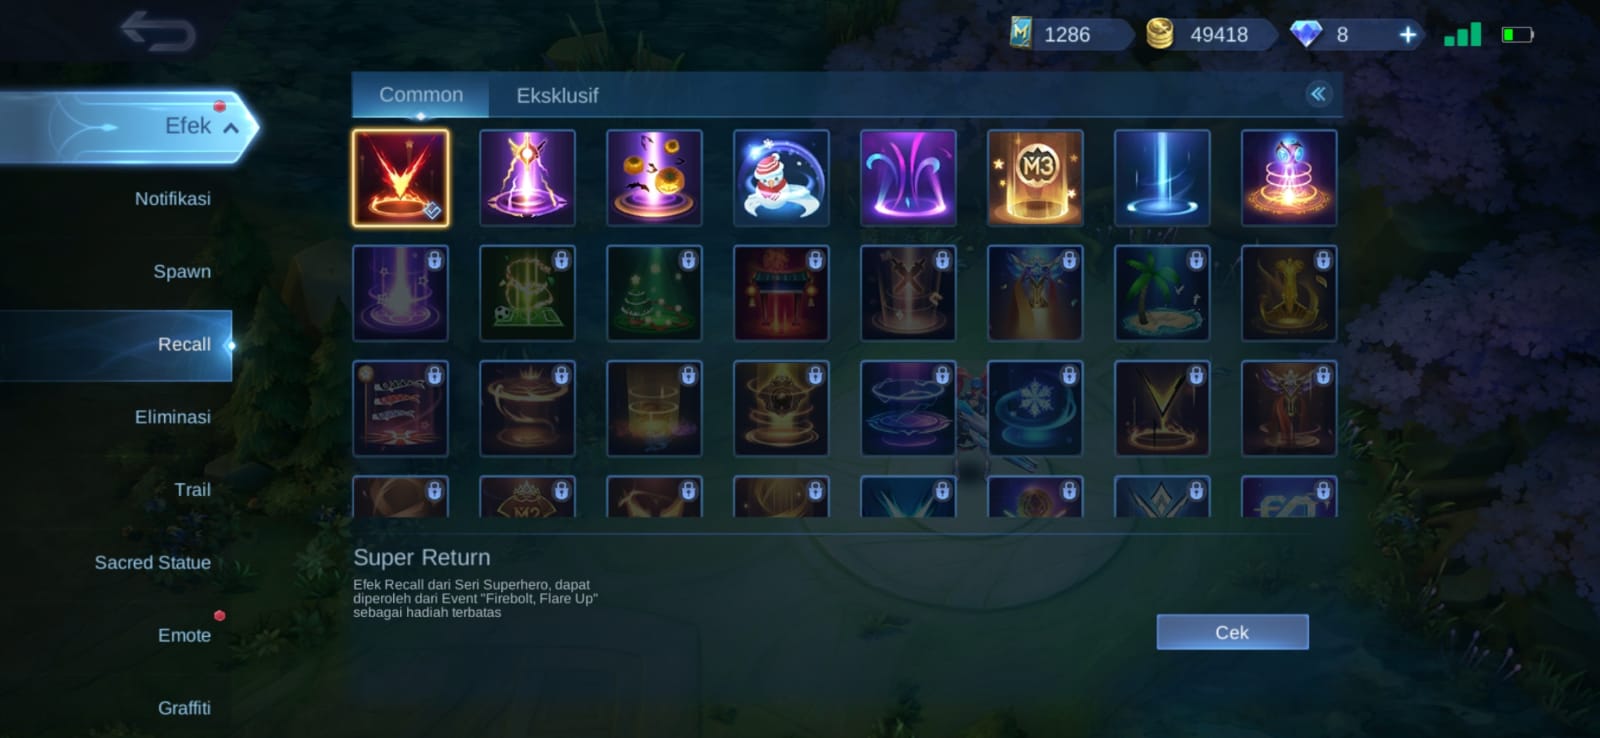 1286
49418
8
Common
Eksklusif
Efek
Notifikasi
Spawn
Recall
Eliminasi
Trail
Sacred Statue
Emote
Graffiti
M3
M2
Super Return
Efek Recall dari Seri Superhero, dapat
diperoleh dari Event "Firebolt, Flare Up"
sebagai hadiah terbatas
Cek